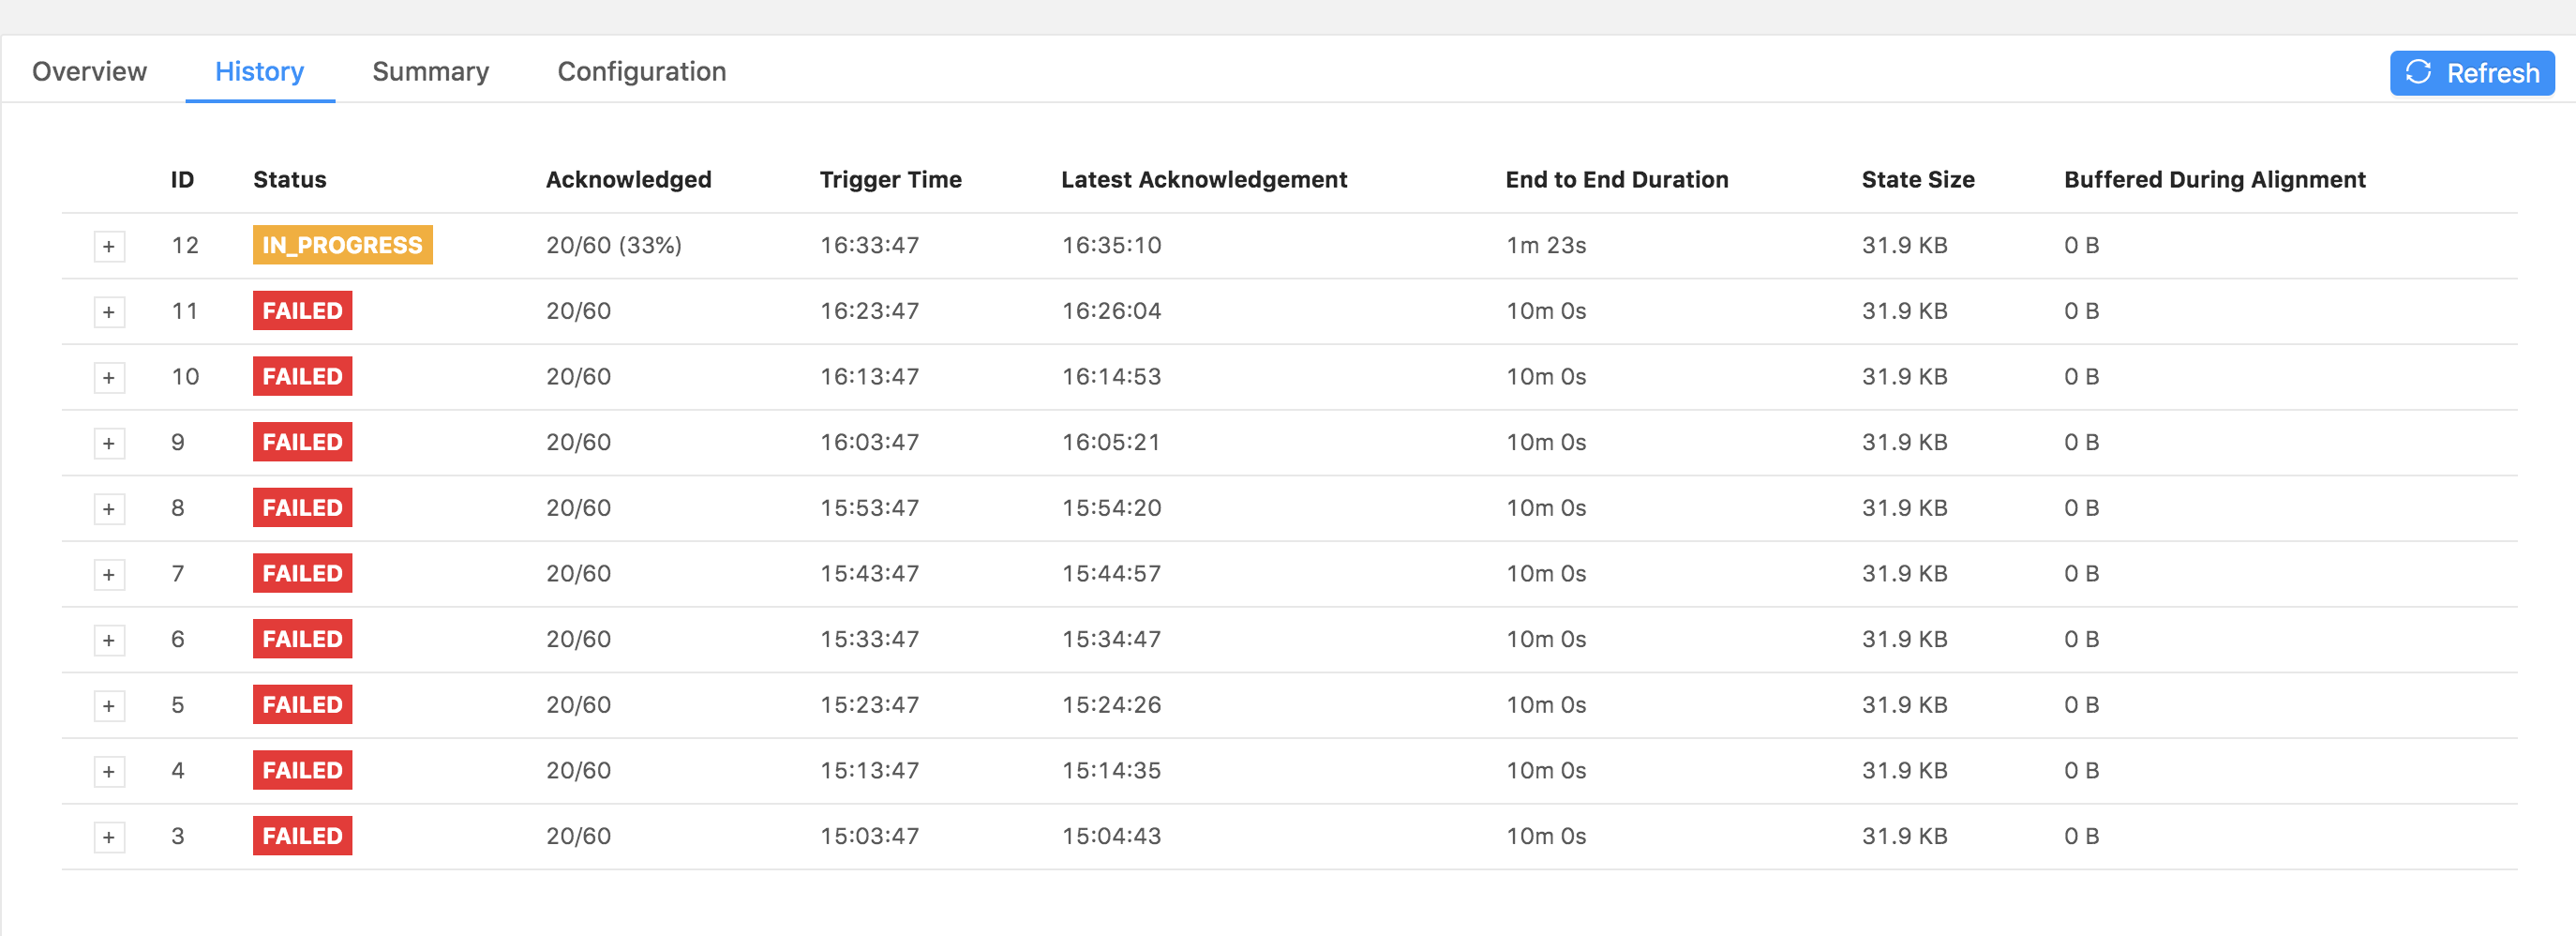 Overview History Summary Configuration Refresh
ID Status Acknowledged Trigger Time Latest Acknowledgement End to End Duration State Size Buffered During Alignment
+ 12 IN_PROGRESS 20/60 (33%) 16:33:47 16:35:10 1m 23s 31.9 KB 0 B
+ 11 FAILED 20/60 16:23:47 16:26:04 10m 0s 31.9 KB 0 B
+ 10 FAILED 20/60 16:13:47 16:14:53 10m 0s 31.9 KB 0 B
+ 9 FAILED 20/60 16:03:47 16:05:21 10m 0s 31.9 KB 0 B
+ 8 FAILED 20/60 15:53:47 15:54:20 10m 0s 31.9 KB 0 B
+ 7 FAILED 20/60 15:43:47 15:44:57 10m 0s 31.9 KB 0 B
+ 6 FAILED 20/60 15:33:47 15:34:47 10m 0s 31.9 KB 0 B
+ 5 FAILED 20/60 15:23:47 15:24:26 10m 0s 31.9 KB 0 B
+ 4 FAILED 20/60 15:13:47 15:14:35 10m 0s 31.9 KB 0 B
+ 3 FAILED 20/60 15:03:47 15:04:43 10m 0s 31.9 KB 0 B